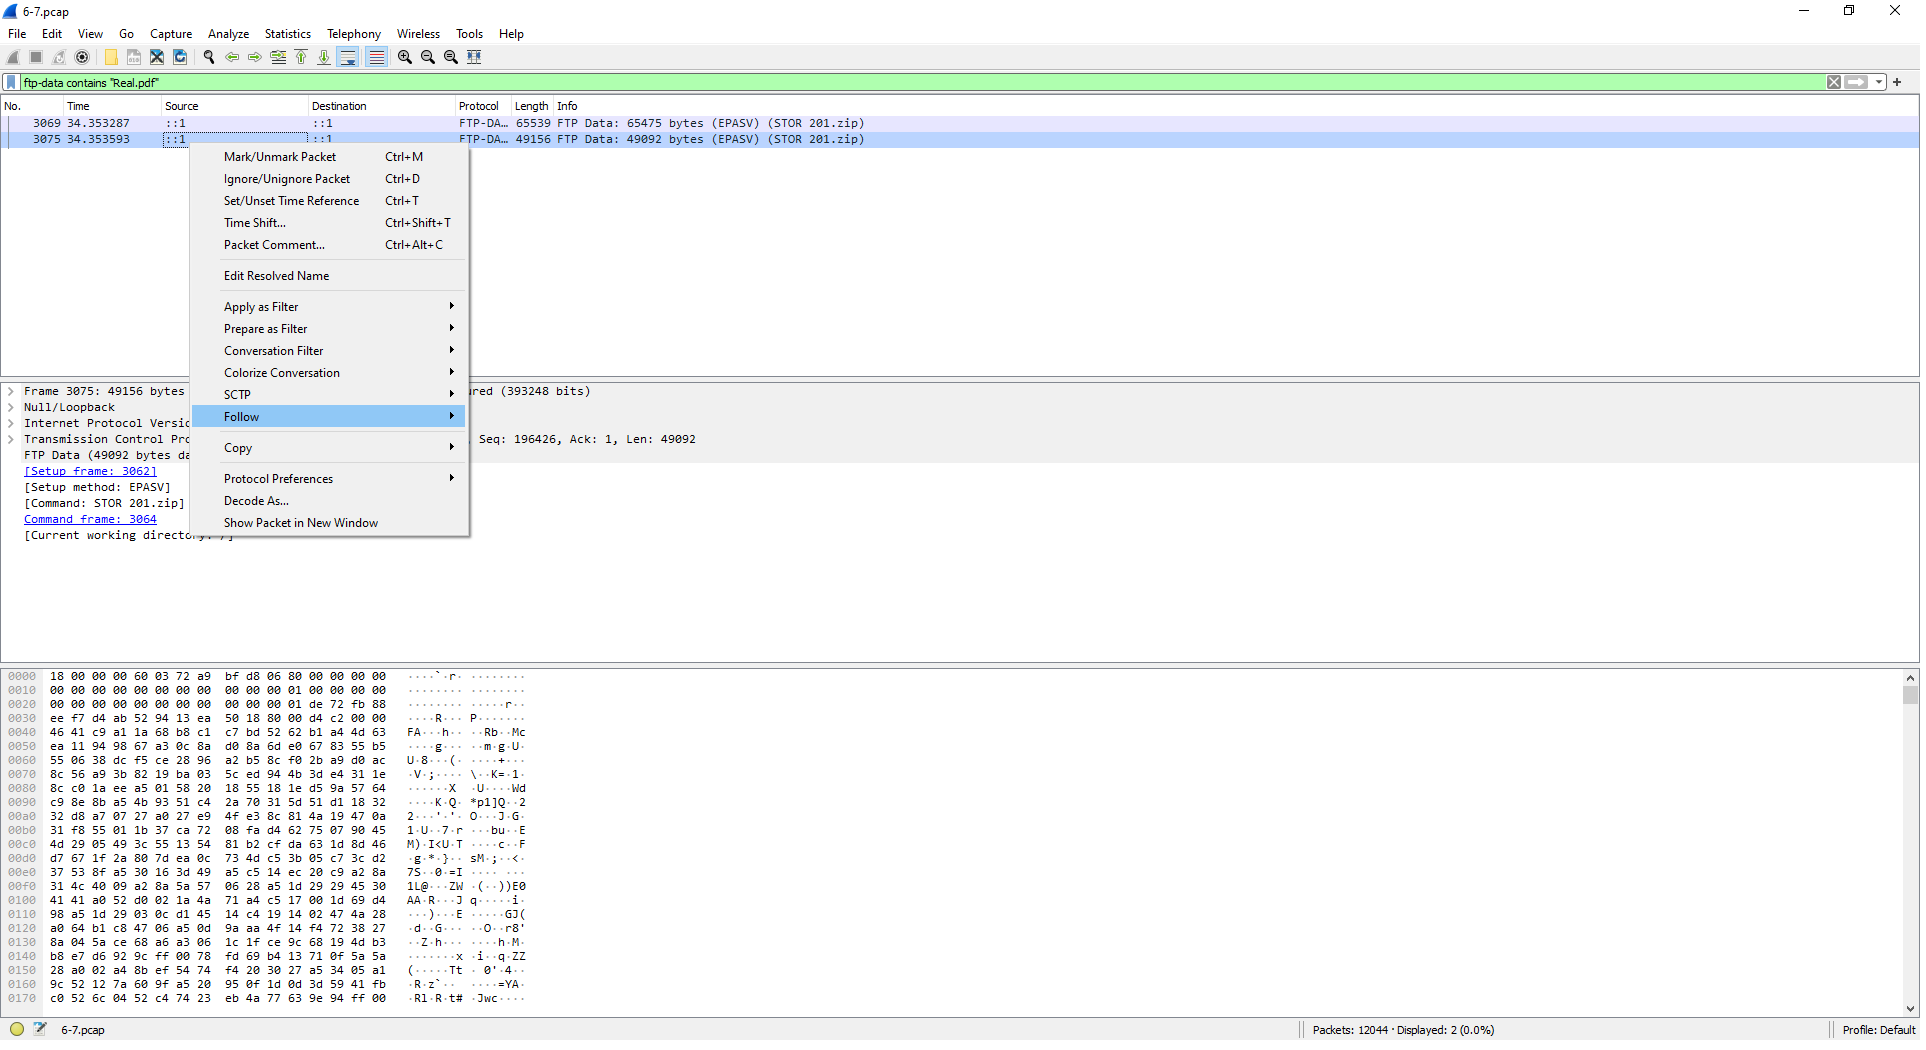 6-7.pcap
File Edit View Go Capture Analyze Statistics Telephony Wireless Tools Help
ftp-data contains "Real.pdf"
No. Time Source Destination Protocol Length Info
3069 34.353287 ::1 ::1 FTP-DA… 65539 FTP Data: 65475 bytes (EPASV) (STOR 201.zip)
3075 34.353593 ::1 ::1 FTP-DA… 49156 FTP Data: 49092 bytes (EPASV) (STOR 201.zip)
Mark/Unmark Packet Ctrl+M
Ignore/Unignore Packet Ctrl+D
Set/Unset Time Reference Ctrl+T
Time Shift... Ctrl+Shift+T
Packet Comment... Ctrl+Alt+C
Edit Resolved Name
Apply as Filter
Prepare as Filter
Conversation Filter
Colorize Conversation
SCTP
Follow
Copy
Protocol Preferences
Decode As...
Show Packet in New Window
Frame 3075: 49156 bytes ured (393248 bits)
Null/Loopback
Internet Protocol Versio
Transmission Control Pro , Seq: 196426, Ack: 1, Len: 49092
FTP Data (49092 bytes da
[Setup frame: 3062]
[Setup method: EPASV]
[Command: STOR 201.zip]
Command frame: 3064
[Current working directory: /]
0000 18 00 00 00 60 03 72 a9 bf d8 06 80 00 00 00 00 ····`·r· ········
0010 00 00 00 00 00 00 00 00 00 00 00 01 00 00 00 00 ········ ········
0020 00 00 00 00 00 00 00 00 00 00 00 01 de 72 fb 88 ········ ·····r··
0030 ee f7 d4 ab 52 94 13 ea 50 18 80 00 d4 c2 00 00 ····R··· P·······
0040 46 41 c9 a1 1a 68 b8 c1 c7 bd 52 62 b1 a4 4d 63 FA···h·· ··Rb··Mc
0050 ea 11 94 98 67 a3 0c 8a d0 8a 6d e0 67 83 55 b5 ····g··· ··m·g·U·
0060 55 06 38 dc f5 ce 28 96 a2 b5 8c f0 2b a9 d0 ac U·8···(· ····+···
0070 8c 56 a9 3b 82 19 ba 03 5c ed 94 4b 3d e4 31 1e ·V·;···· \··K=·1·
0080 8c c0 1a ee a5 01 58 20 18 55 18 1e d5 9a 57 64 ······X  ·U····Wd
0090 c9 8e 8b a5 4b 93 51 c4 2a 70 31 5d 51 d1 18 32 ····K·Q· *p1]Q··2
00a0 32 d8 a7 07 27 a0 27 e9 4f e3 8c 81 4a 19 47 0a 2···'·'· O···J·G·
00b0 31 f8 55 01 1b 37 ca 72 08 fa d4 62 75 07 90 45 1·U··7·r ···bu··E
00c0 4d 29 05 49 3c 55 13 54 81 b2 cf da 63 1d 8d 46 M)·I<U·T ····c··F
00d0 d7 67 1f 2a 80 7d ea 0c 73 4d c5 3b 05 c7 3c d2 ·g·*·}·· sM·;··<·
00e0 37 53 8f a5 30 16 3d 49 a5 c5 14 ec 20 c9 a2 8a 7S··0·=I ···· ···
00f0 31 4c 40 09 a2 8a 5a 57 06 28 a5 1d 29 29 45 30 1L@···ZW ·(··))E0
0100 41 41 a0 52 d0 02 1a 4a 71 a4 c5 17 00 1d 69 d4 AA·R···J q·····i·
0110 98 a5 1d 29 03 0c d1 45 14 c4 19 14 02 47 4a 28 ···)···E ·····GJ(
0120 a0 64 b1 c8 47 06 a5 0d 9a aa 4f 14 f4 72 38 27 ·d··G··· ··O··r8'
0130 8a 04 5a ce 68 a6 a3 06 1c 1f ce 9c 68 19 4d b3 ··Z·h··· ····h·M·
0140 b8 e7 d6 92 9c ff 00 78 fd 69 b4 13 71 0f 5a 5a ·······x ·i··q·ZZ
0150 28 a0 02 a4 8b ef 54 74 f4 20 30 27 a5 34 05 a1 (·····Tt · 0'·4··
0160 9c 52 12 7a 60 9f a5 20 95 0f 1d 0d 3d 59 41 fb ·R·z`··  ····=YA·
0170 c0 52 6c 04 52 c4 74 23 eb 4a 77 63 9e 94 ff 00 ·Rl·R·t# ·Jwc····
6-7.pcap Packets: 12044 · Displayed: 2 (0.0%) Profile: Default